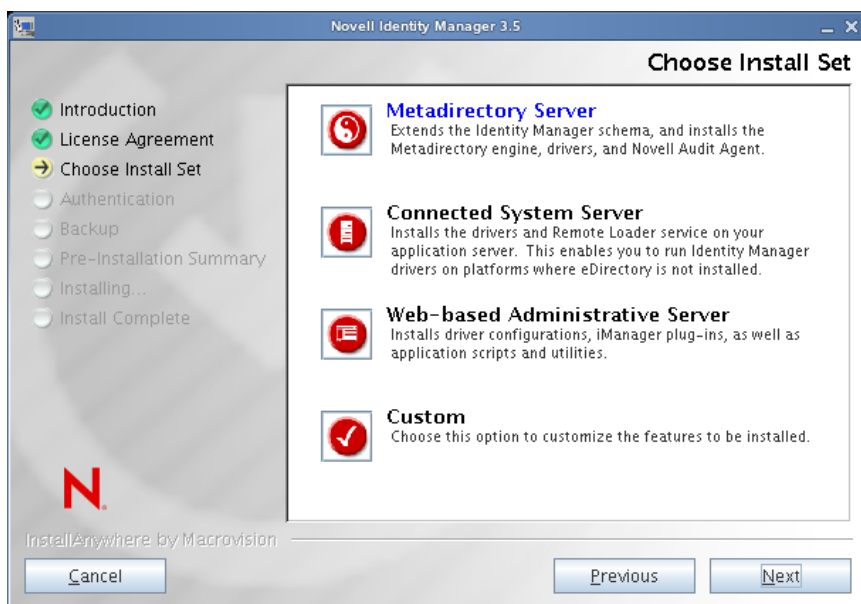 Novell Identity Manager 3.5
Choose Install Set
Introduction
License Agreement
Choose Install Set
Authentication
Backup
Pre-Installation Summary
Installing...
Install Complete
Metadirectory Server
Extends the Identity Manager schema, and installs the
Metadirectory engine, drivers, and Novell Audit Agent.
Connected System Server
Installs the drivers and Remote Loader service on your
application server. This enables you to run Identity Manager
drivers on platforms where eDirectory is not installed.
Web-based Administrative Server
Installs driver configurations, iManager plug-ins, as well as
application scripts and utilities.
Custom
Choose this option to customize the features to be installed.
N
InstallAnywhere by Macrovision
Cancel
Previous
Next